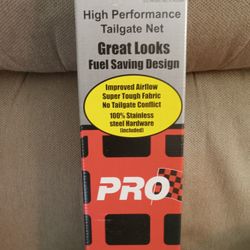 High Performance
Tailgate Net
Great Looks
Fuel Saving Design
Improved Airflow
Super Tough Fabric
No Tailgate Conflict
100% Stainless
steel Hardware
(included)
PRO